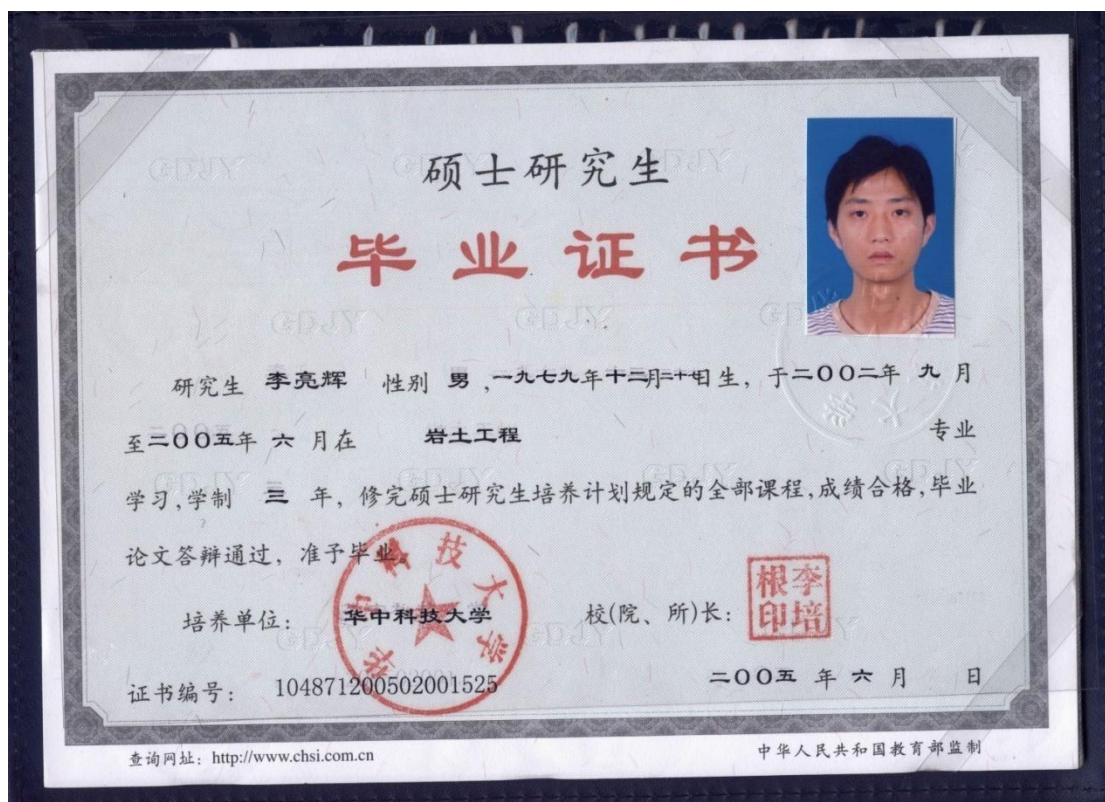 硕士研究生
毕业证书
研究生 李亮辉 性别 男，一九七九年十二月二十日生，于二〇〇二年 九 月
至二〇〇五年 六 月在 岩土工程 专业
学习,学制 三 年，修完硕士研究生培养计划规定的全部课程,成绩合格,毕业
论文答辩通过，准予毕业。
培养单位：华中科技大学 校(院、所)长：李培根印
华中科技大学
证书编号：104871200502001525 二〇〇五 年 六 月 日
查询网址：http://www.chsi.com.cn 中华人民共和国教育部监制
GDJY